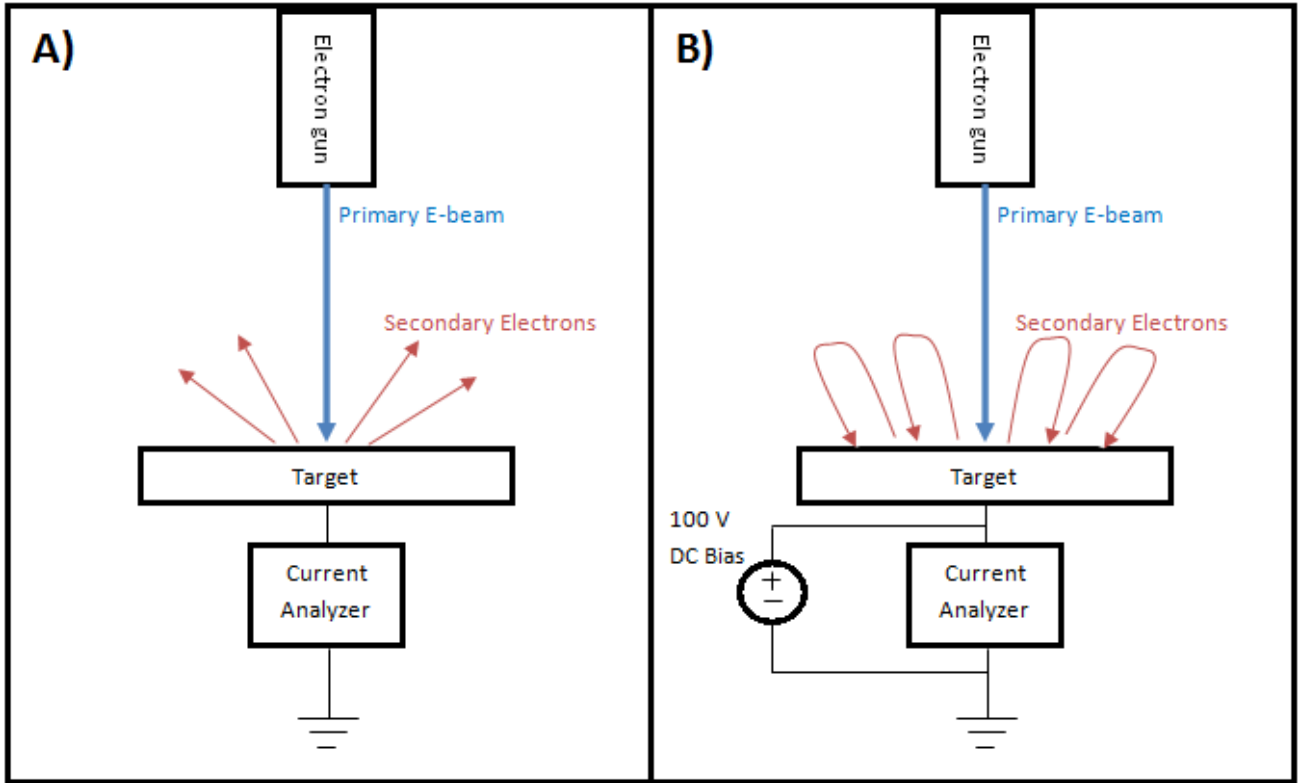 A)
Electron gun
Primary E-beam
Secondary Electrons
Target
Current
Analyzer
B)
Electron gun
Primary E-beam
Secondary Electrons
Target
100 V
DC Bias
+
−
Current
Analyzer